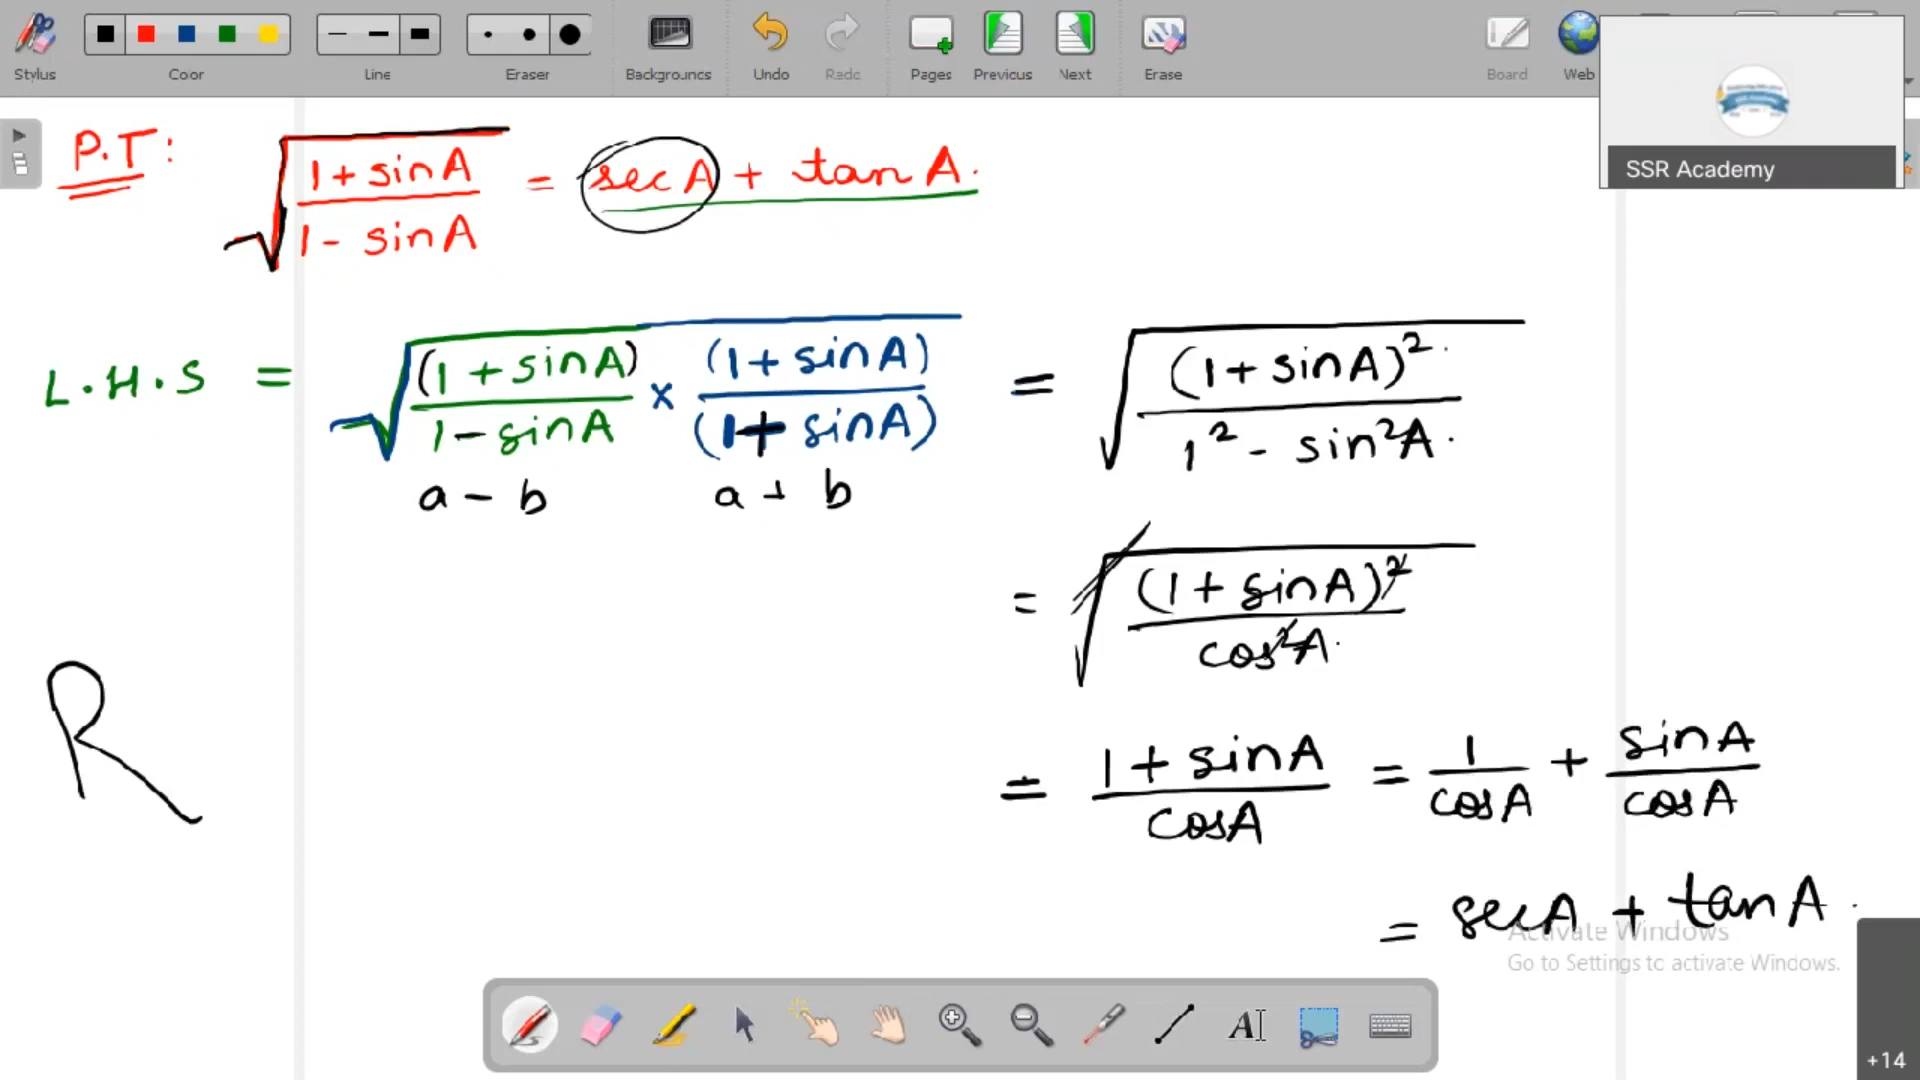 Stylus Color Line Eraser Backgrounds Undo Redo Pages Previous Next Erase Board Web
SSR Academy
P.T: √((1+sinA)/(1-sinA)) = secA + tanA.
L.H.S = √((1+sinA)/(1-sinA) × (1+sinA)/(1+sinA)) = √((1+sinA)²/(1²-sin²A)).
a - b a + b
= √((1+sinA)²/cos²A).
R
= (1+sinA)/cosA = 1/cosA + sinA/cosA
= secA + tanA.
Activate Windows
Go to Settings to activate Windows.
AI
+14